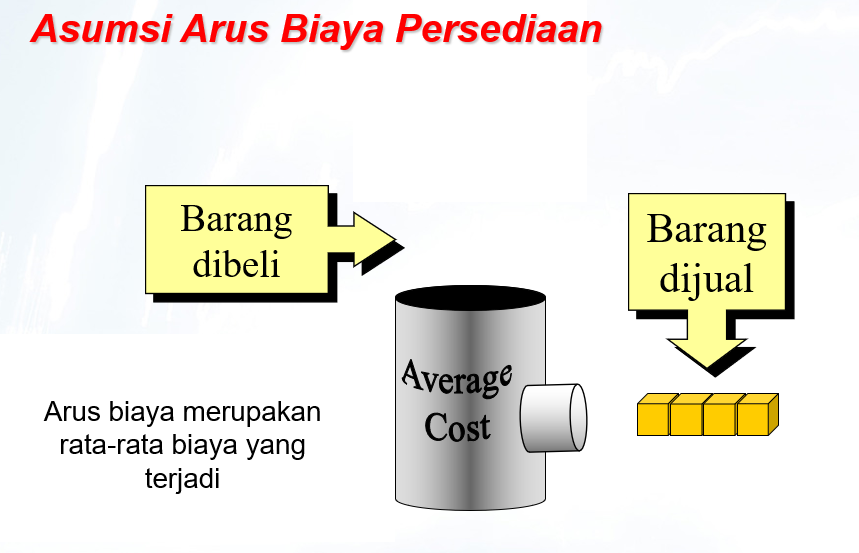 Asumsi Arus Biaya Persediaan
Barang
dibeli
Barang
dijual
Average
Cost
Arus biaya merupakan
rata-rata biaya yang
terjadi